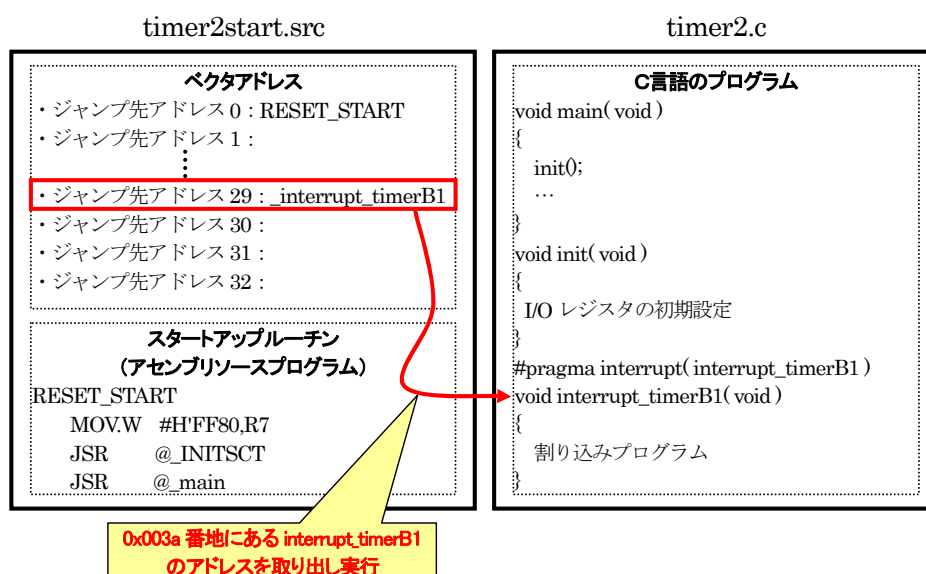 timer2start.src
ベクタアドレス
・ジャンプ先アドレス 0：RESET_START
・ジャンプ先アドレス 1：
・ジャンプ先アドレス 29：_interrupt_timerB1
・ジャンプ先アドレス 30：
・ジャンプ先アドレス 31：
・ジャンプ先アドレス 32：
スタートアップルーチン
（アセンブリソースプログラム）
RESET_START
MOV.W #H'FF80,R7
JSR @_INITSCT
JSR @_main
timer2.c
C言語のプログラム
void main( void )
{
init();
…
}
void init( void )
{
I/O レジスタの初期設定
}
#pragma interrupt( interrupt_timerB1 )
void interrupt_timerB1( void )
{
割り込みプログラム
}
0x003a 番地にある interrupt_timerB1
のアドレスを取り出し実行